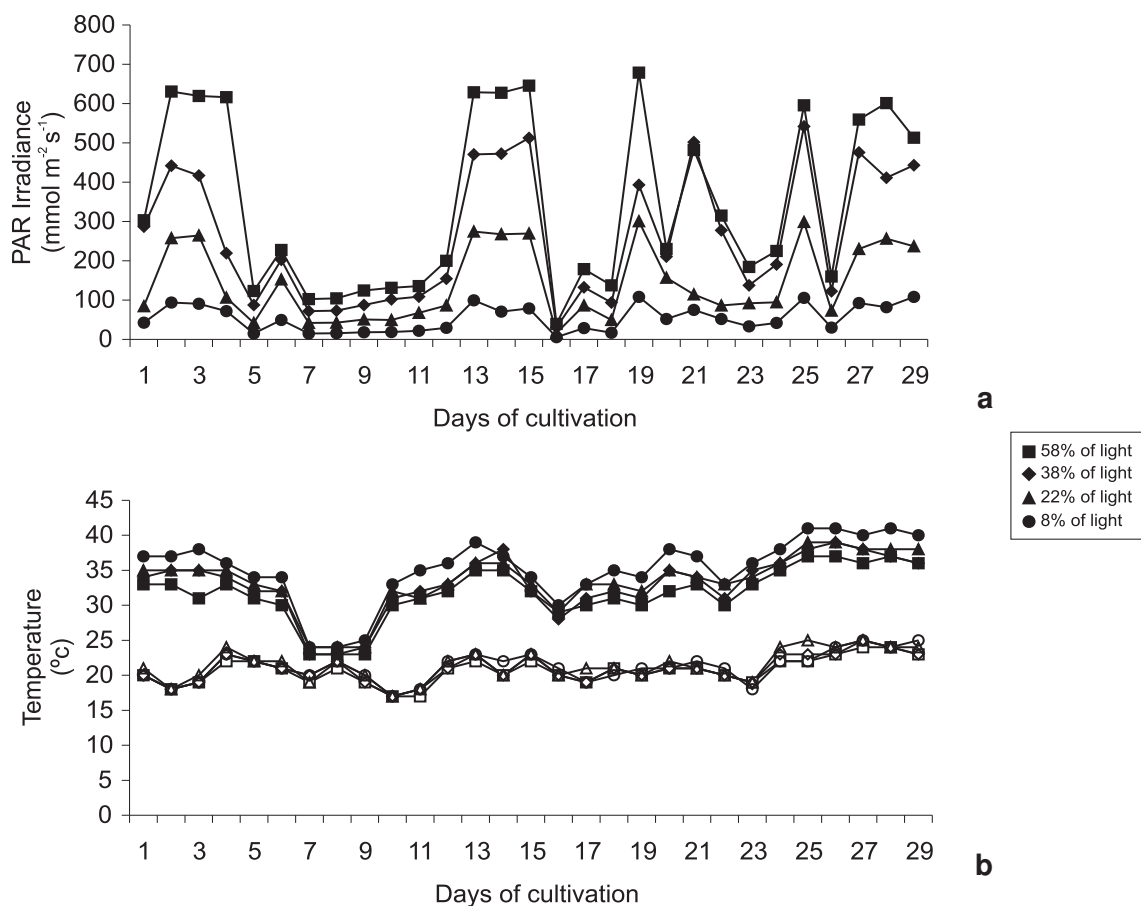 800
700
600
500
400
300
200
100
0
PAR Irradiance
(mmol m⁻² s⁻¹)
1 3 5 7 9 11 13 15 17 19 21 23 25 27 29
Days of cultivation
a
58% of light
38% of light
22% of light
8% of light
45
40
35
30
25
20
15
10
5
0
Temperature
(ºc)
1 3 5 7 9 11 13 15 17 19 21 23 25 27 29
Days of cultivation
b